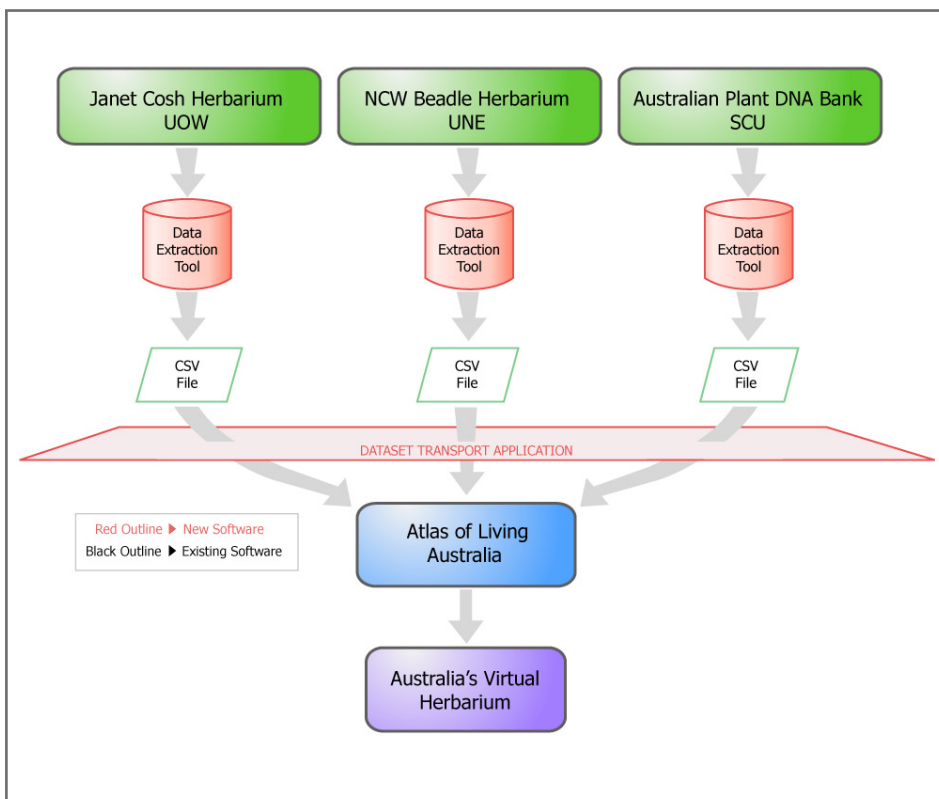 Janet Cosh Herbarium
UOW
NCW Beadle Herbarium
UNE
Australian Plant DNA Bank
SCU
Data
Extraction
Tool
Data
Extraction
Tool
Data
Extraction
Tool
CSV
File
CSV
File
CSV
File
DATASET TRANSPORT APPLICATION
Red Outline ▶ New Software
Black Outline ▶ Existing Software
Atlas of Living
Australia
Australia's Virtual
Herbarium